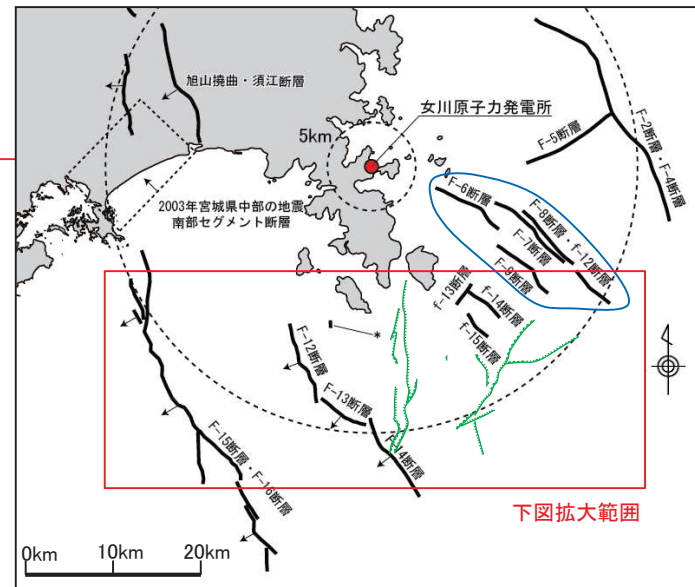 旭山撓曲・須江断層
女川原子力発電所
5km
F-5断層
F-2断層・F-4断層
2003年宮城県中部の地震
南部セグメント断層
F-6断層
F-8断層・f-12断層
F-7断層
F-9断層
f-13断層
f-14断層
f-15断層
*
F-12断層
F-13断層
F-14断層
F-15断層・F-16断層
下図拡大範囲
0km 10km 20km